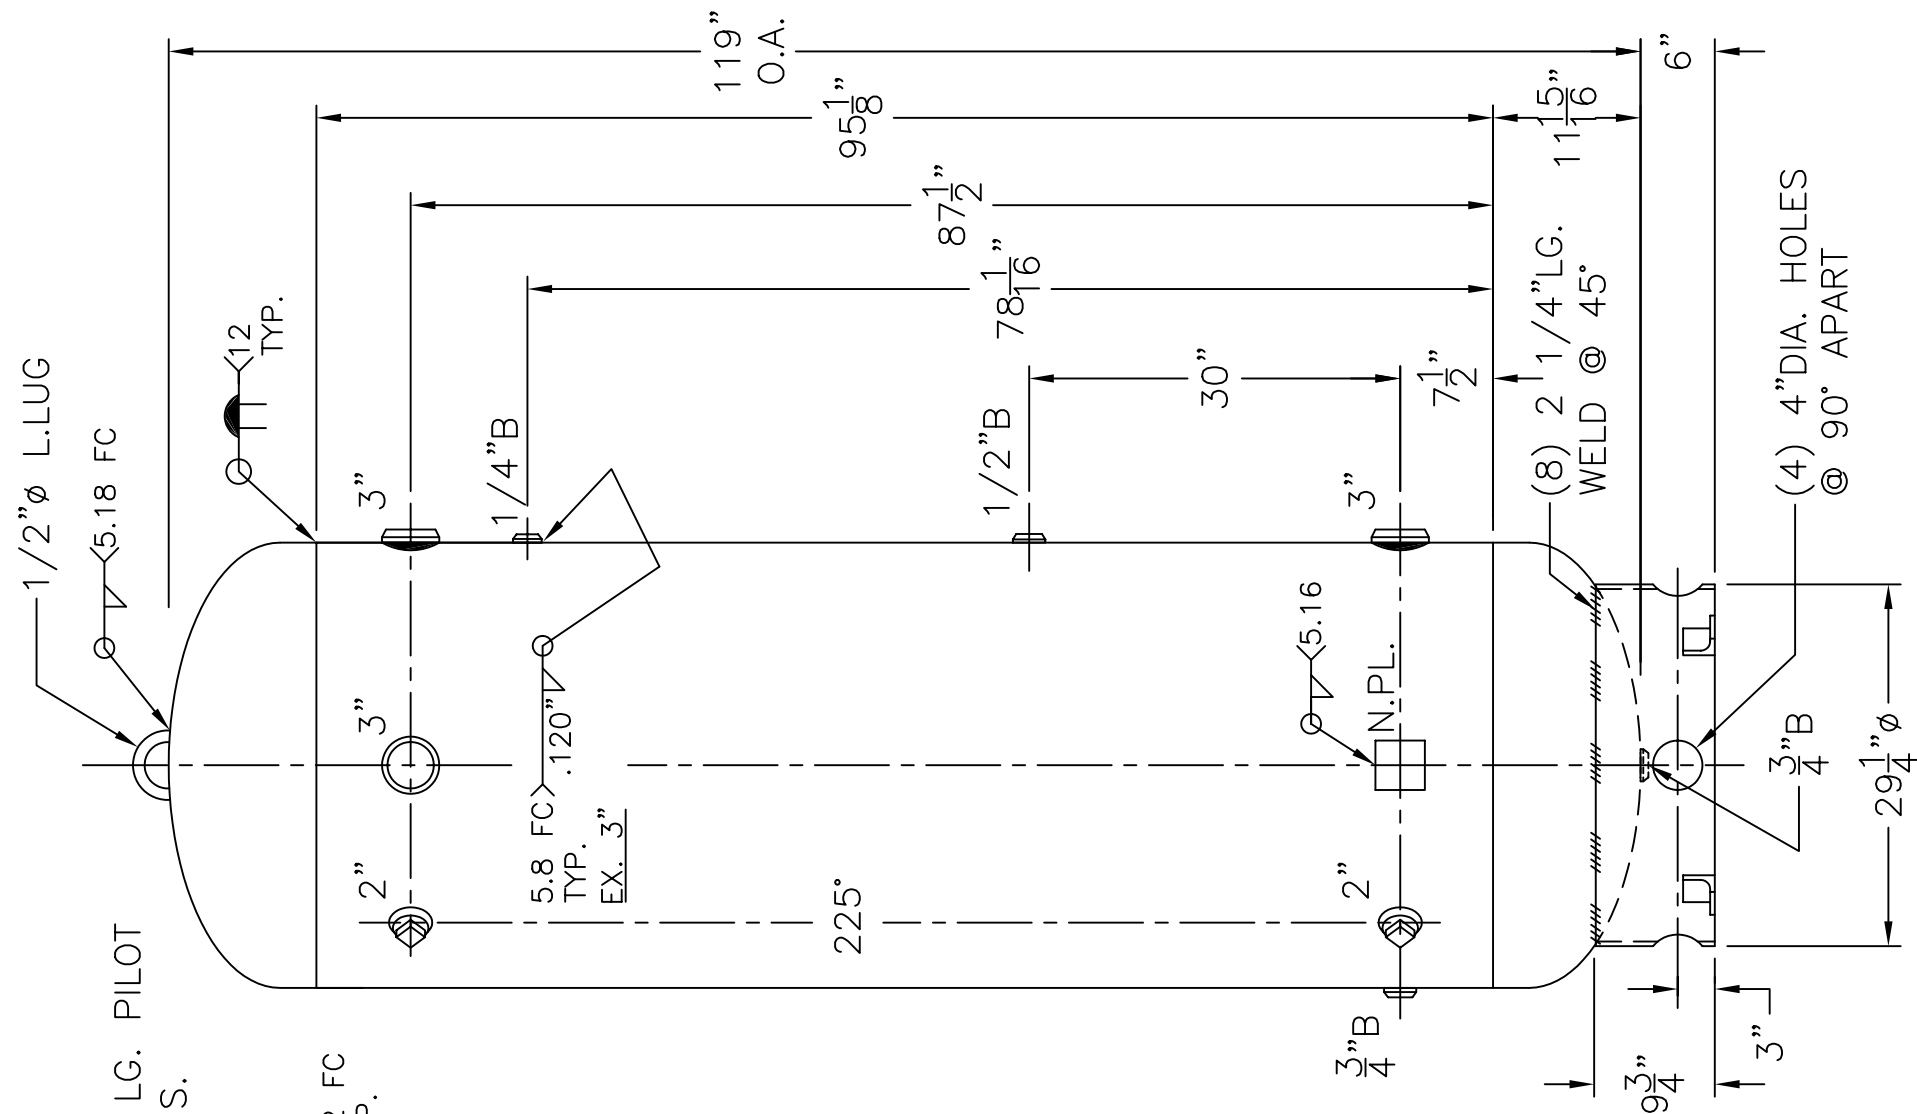 1/2"ø L.LUG
5.18 FC
12
TYP.
119"
O.A.
95 1/8"
87 1/2"
78 1/16"
30"
7 1/2"
11 15/16"
6"
3"
1/4"B
1/2"B
3"
(8) 2 1/4"LG.
WELD @ 45°
(4) 4"DIA. HOLES
@ 90° APART
3"
.120"
5.8 FC
TYP.
EX. 3"
5.16
N.PL.
2"
225°
2"
3/4"B
3/4"B
29 1/4"ø
3"
9 3/4"
LG. PILOT
S.
FC